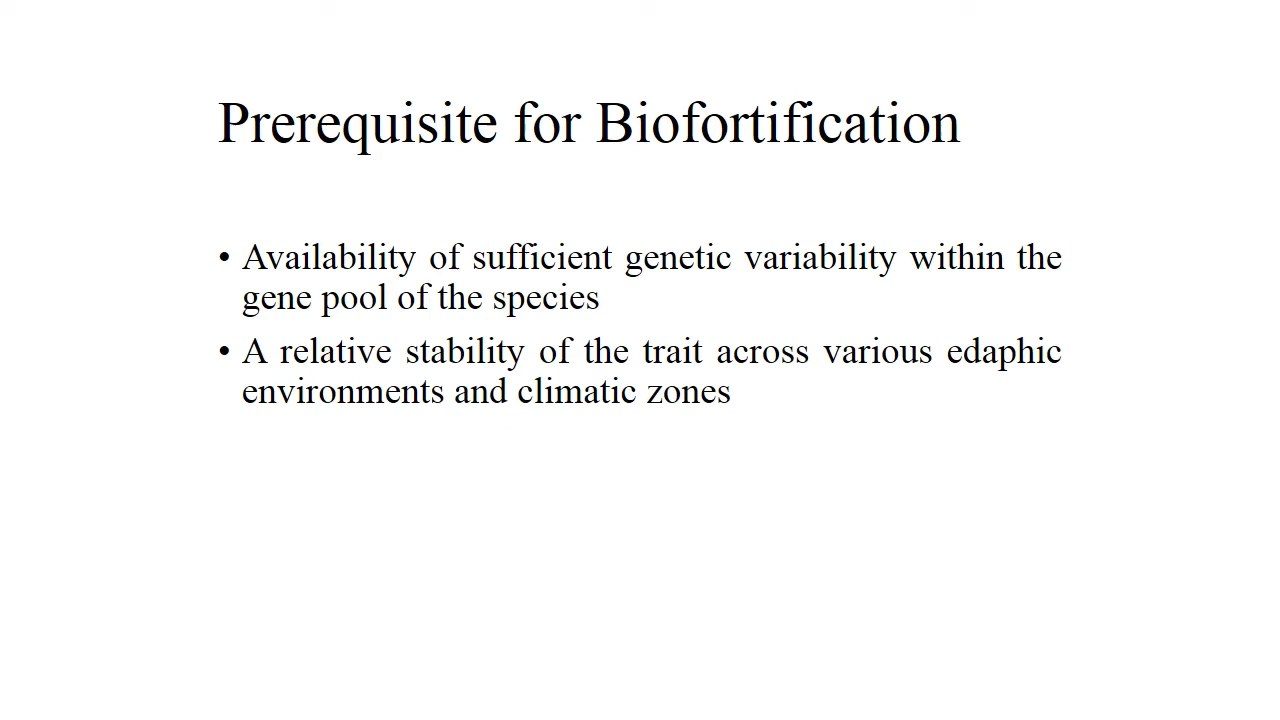 Prerequisite for Biofortification
• Availability of sufficient genetic variability within the
gene pool of the species
• A relative stability of the trait across various edaphic
environments and climatic zones